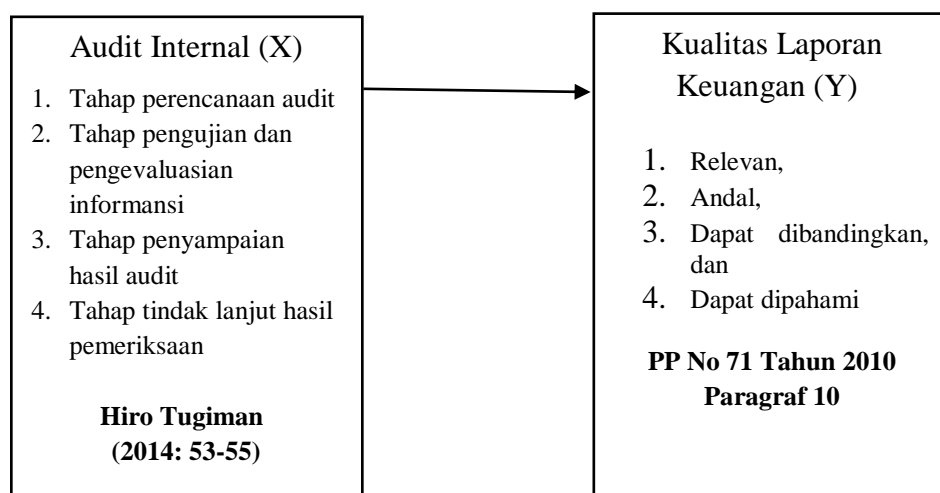 Audit Internal (X)
1. Tahap perencanaan audit
2. Tahap pengujian dan
pengevaluasian
informansi
3. Tahap penyampaian
hasil audit
4. Tahap tindak lanjut hasil
pemeriksaan
Hiro Tugiman
(2014: 53-55)
Kualitas Laporan
Keuangan (Y)
1. Relevan,
2. Andal,
3. Dapat dibandingkan,
dan
4. Dapat dipahami
PP No 71 Tahun 2010
Paragraf 10